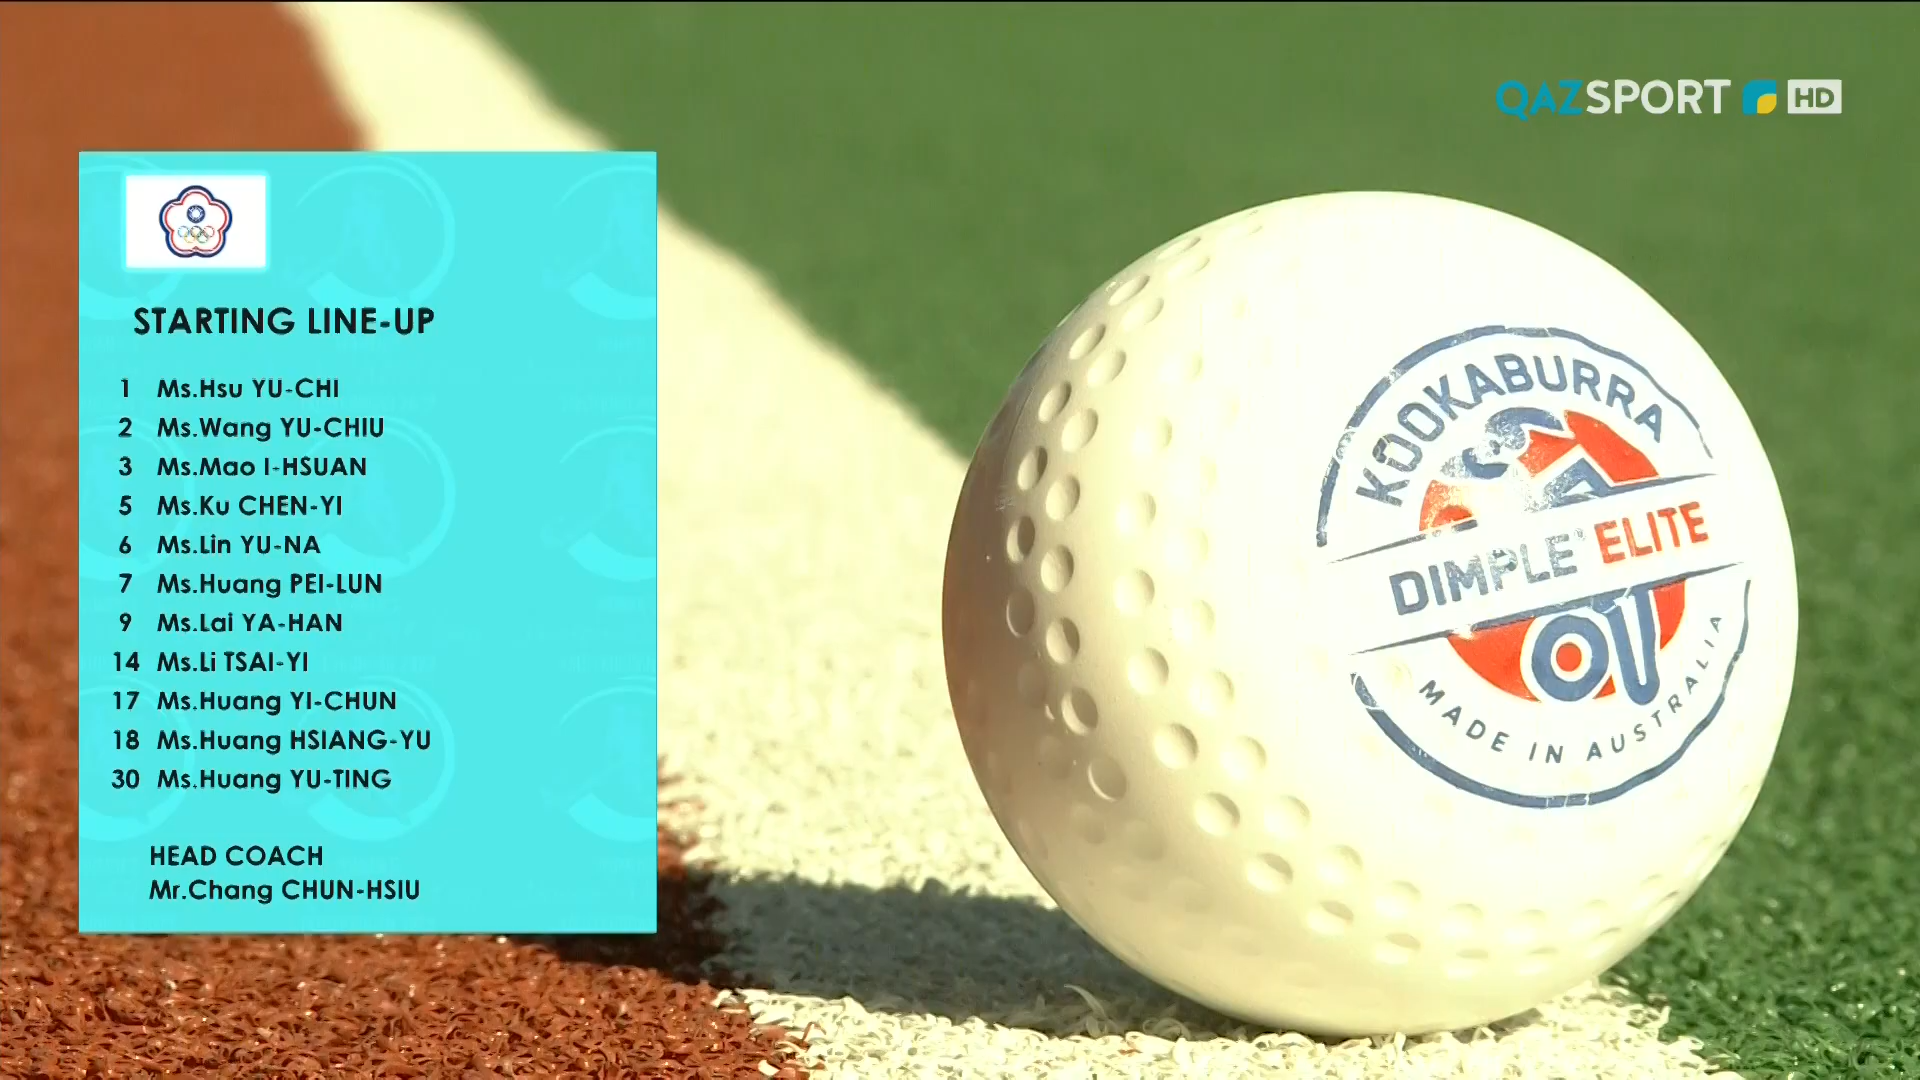 QAZSPORT HD
STARTING LINE-UP
1 Ms.Hsu YU-CHI
2 Ms.Wang YU-CHIU
3 Ms.Mao I-HSUAN
5 Ms.Ku CHEN-YI
6 Ms.Lin YU-NA
7 Ms.Huang PEI-LUN
9 Ms.Lai YA-HAN
14 Ms.Li TSAI-YI
17 Ms.Huang YI-CHUN
18 Ms.Huang HSIANG-YU
30 Ms.Huang YU-TING
HEAD COACH
Mr.Chang CHUN-HSIU
KOOKABURRA
DIMPLE ELITE
MADE IN AUSTRALIA